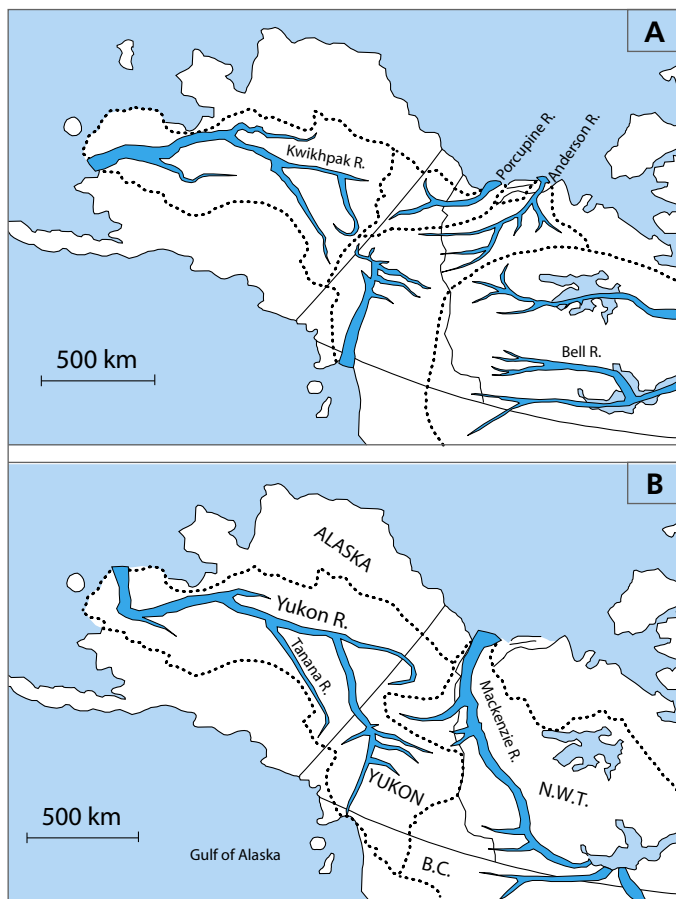 A
Kwikhpak R.
Porcupine R.
Anderson R.
500 km
Bell R.
B
ALASKA
Yukon R.
Tanana R.
Mackenzie R.
500 km
YUKON
N.W.T.
Gulf of Alaska
B.C.